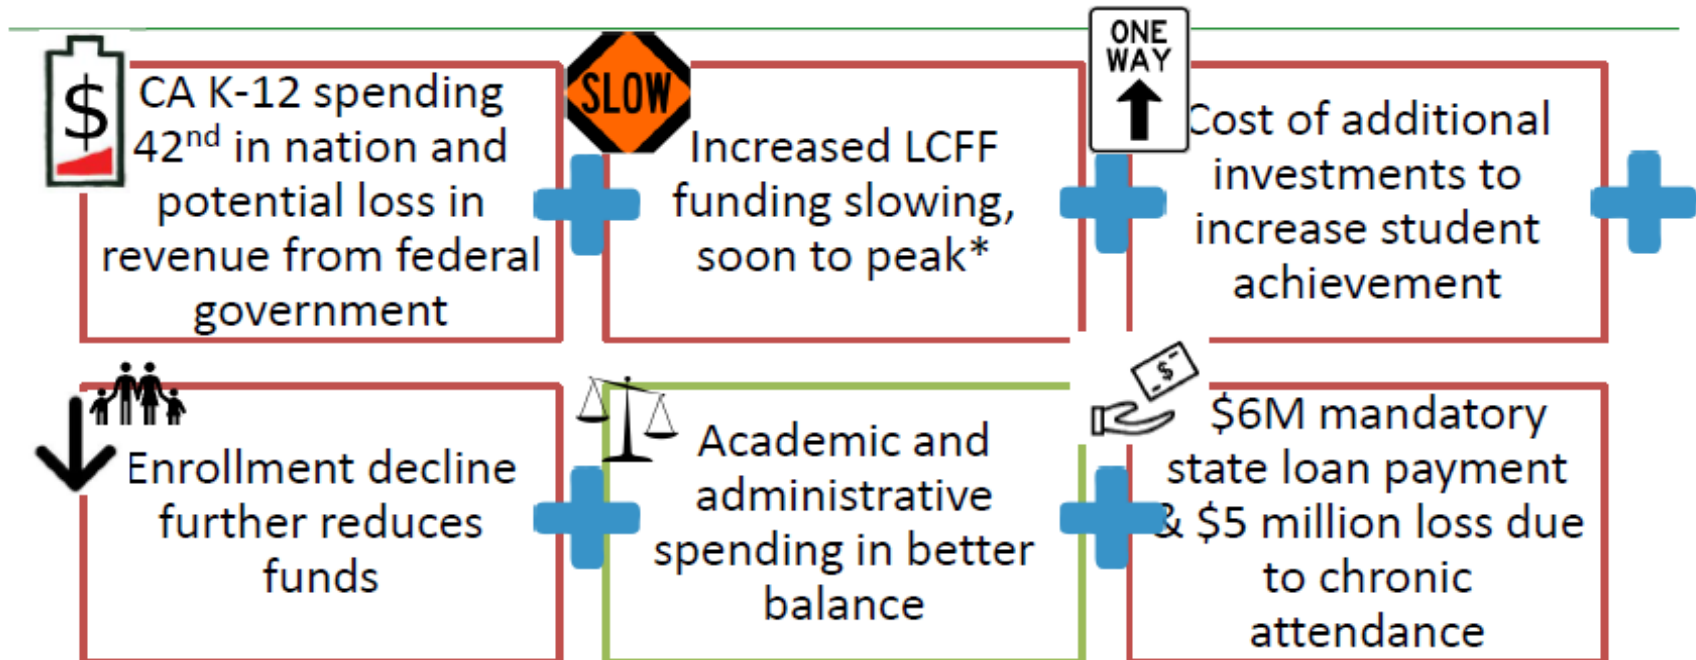 $
CA K-12 spending
42nd in nation and
potential loss in
revenue from federal
government
SLOW
Increased LCFF
funding slowing,
soon to peak*
ONE
WAY
Cost of additional
investments to
increase student
achievement
Enrollment decline
further reduces
funds
Academic and
administrative
spending in better
balance
$
$6M mandatory
state loan payment
& $5 million loss due
to chronic
attendance